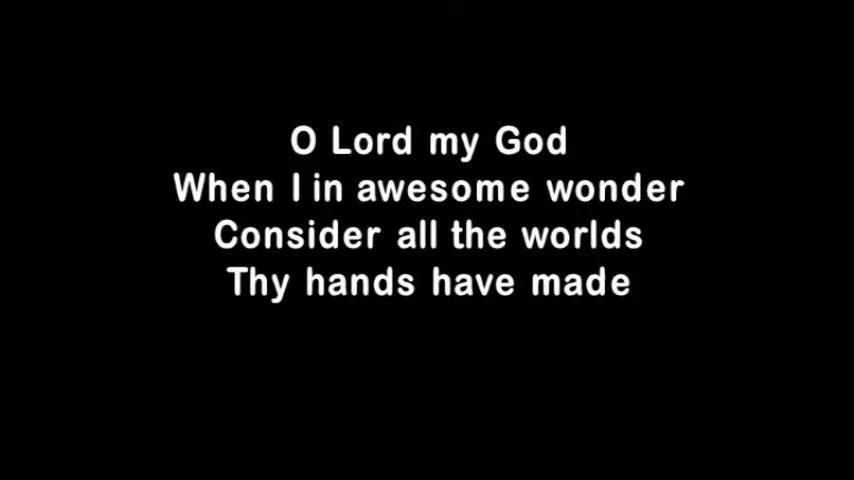 O Lord my God
When I in awesome wonder
Consider all the worlds
Thy hands have made